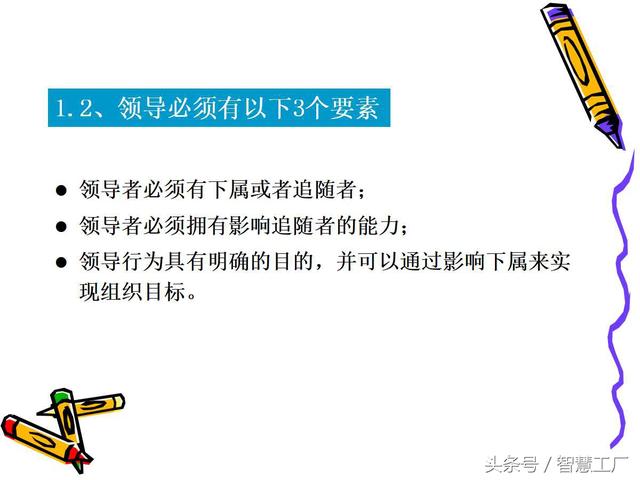 1.2、领导必须有以下3个要素
● 领导者必须有下属或者追随者；
● 领导者必须拥有影响追随者的能力；
● 领导行为具有明确的目的，并可以通过影响下属来实
现组织目标。
头条号／智慧工厂